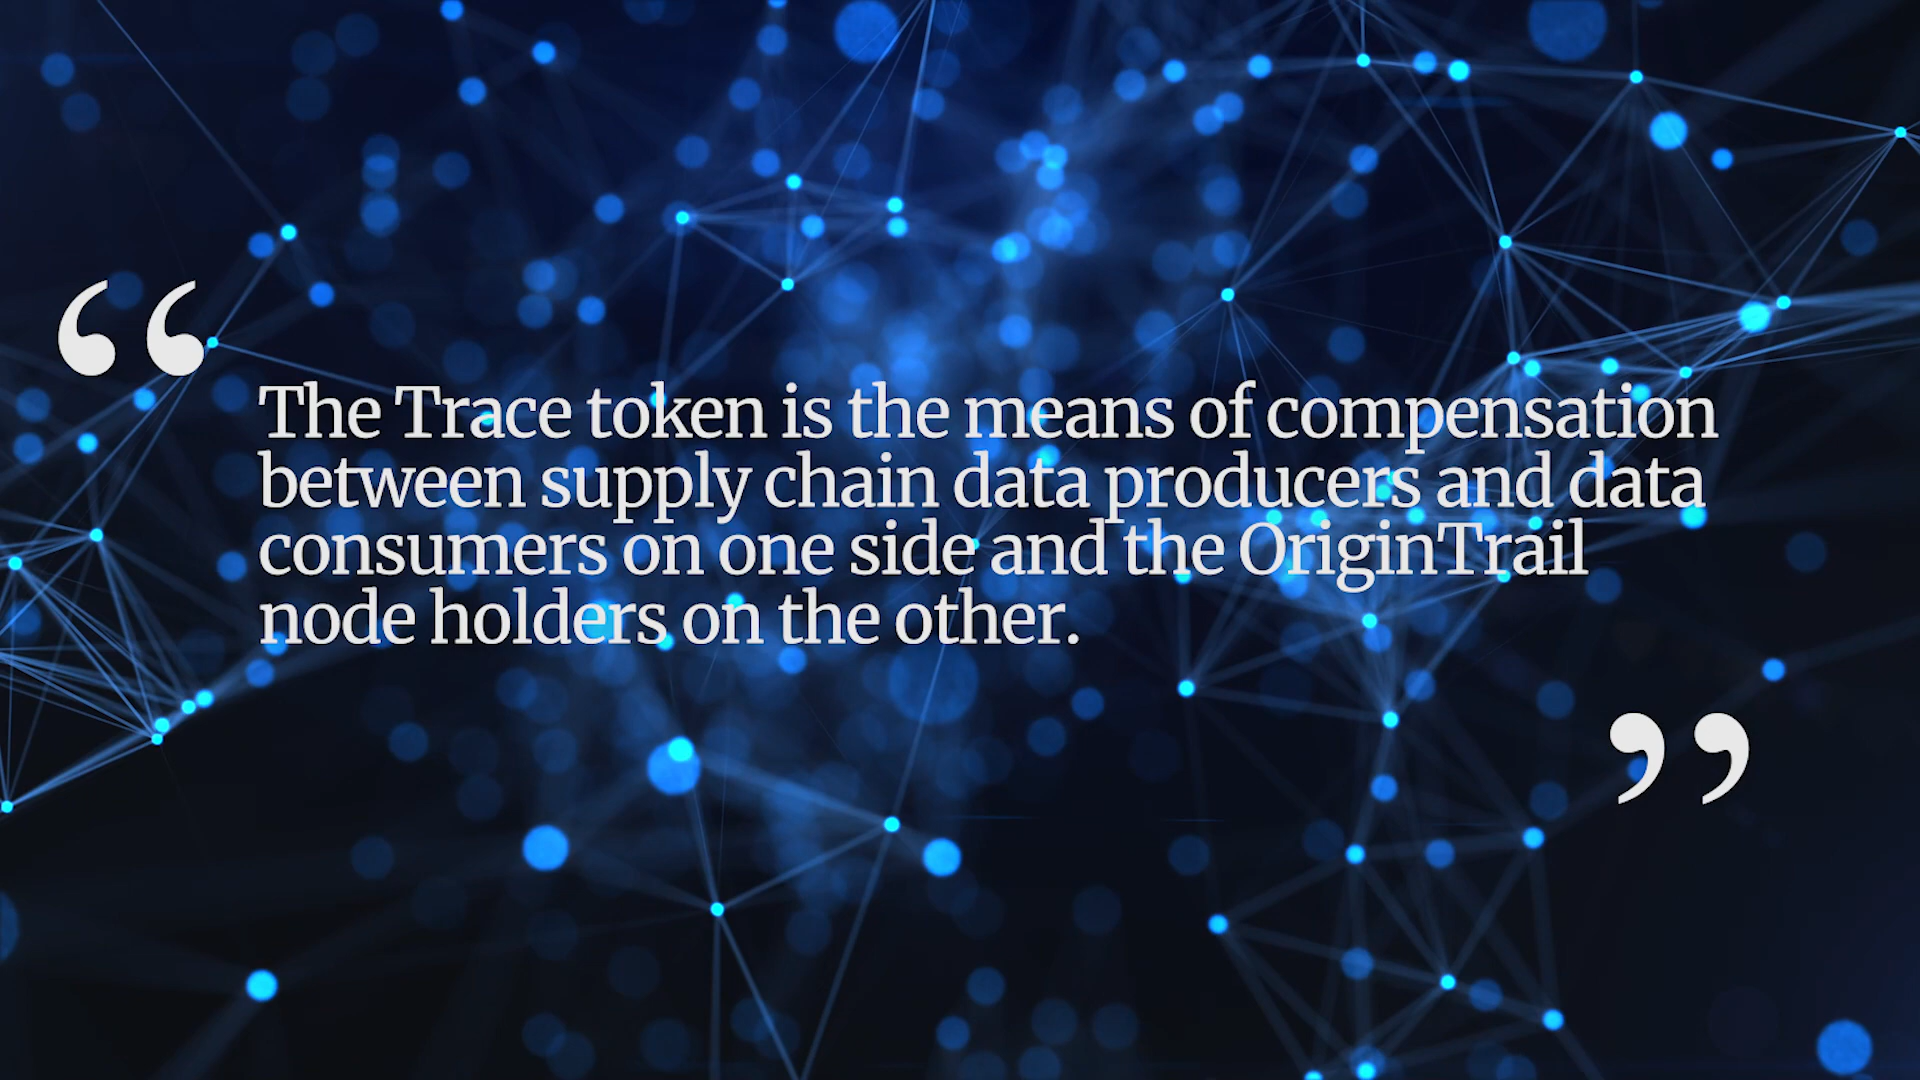 “
The Trace token is the means of compensation
between supply chain data producers and data
consumers on one side and the OriginTrail
node holders on the other.
”